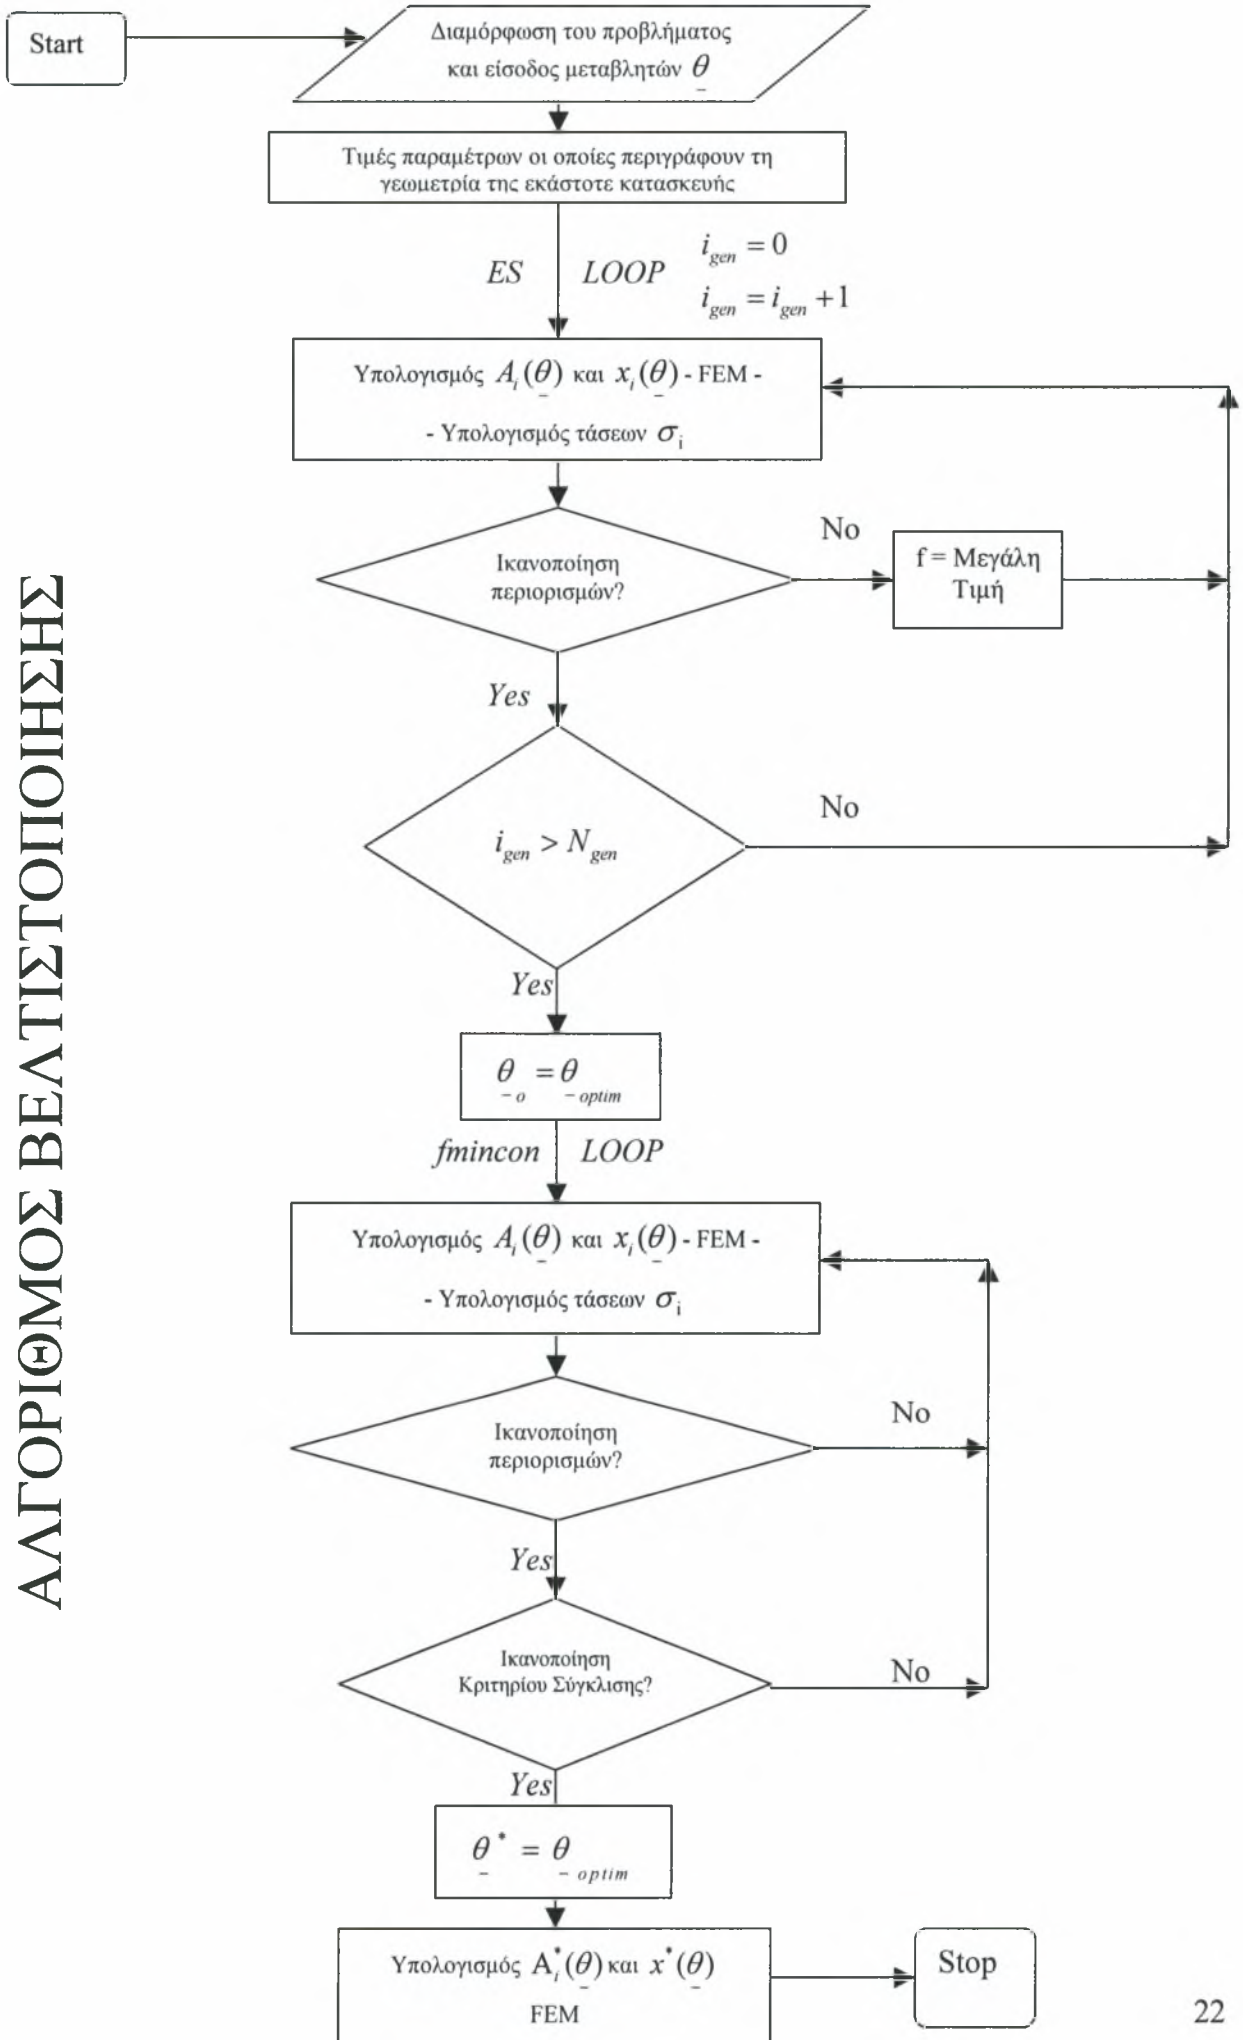 ΑΛΓΟΡΙΘΜΟΣ ΒΕΛΤΙΣΤΟΠΟΙΗΣΗΣ
Start
Διαμόρφωση του προβλήματος
και είσοδος μεταβλητών θ
Τιμές παραμέτρων οι οποίες περιγράφουν τη
γεωμετρία της εκάστοτε κατασκευής
ES LOOP
i_gen = 0
i_gen = i_gen + 1
Υπολογισμός A_i(θ) και x_i(θ) - FEM -
- Υπολογισμός τάσεων σ_i
Ικανοποίηση
περιορισμών?
No
f = Μεγάλη
Τιμή
Yes
i_gen > N_gen
No
Yes
θ_o = θ_optim
fmincon LOOP
Υπολογισμός A_i(θ) και x_i(θ) - FEM -
- Υπολογισμός τάσεων σ_i
Ικανοποίηση
περιορισμών?
No
Yes
Ικανοποίηση
Κριτηρίου Σύγκλισης?
No
Yes
θ* = θ_optim
Υπολογισμός A_i*(θ) και x*(θ)
FEM
Stop
22